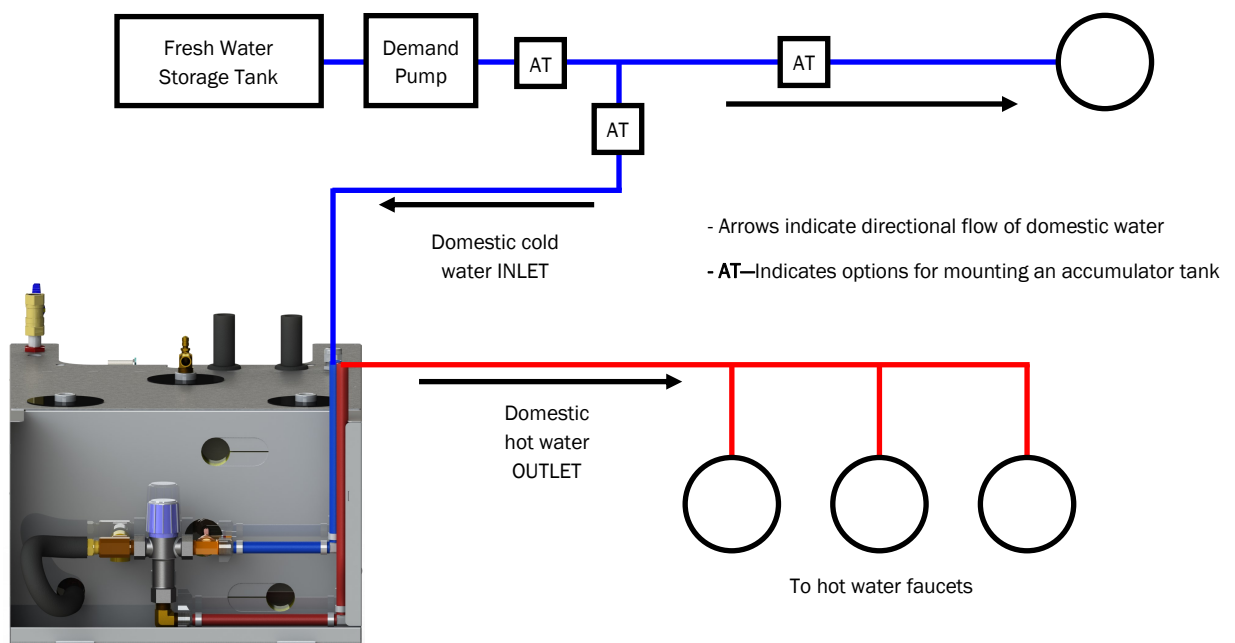 Fresh Water
Storage Tank
Demand
Pump
AT
AT
AT
Domestic cold
water INLET
- Arrows indicate directional flow of domestic water
- AT—Indicates options for mounting an accumulator tank
Domestic
hot water
OUTLET
To hot water faucets